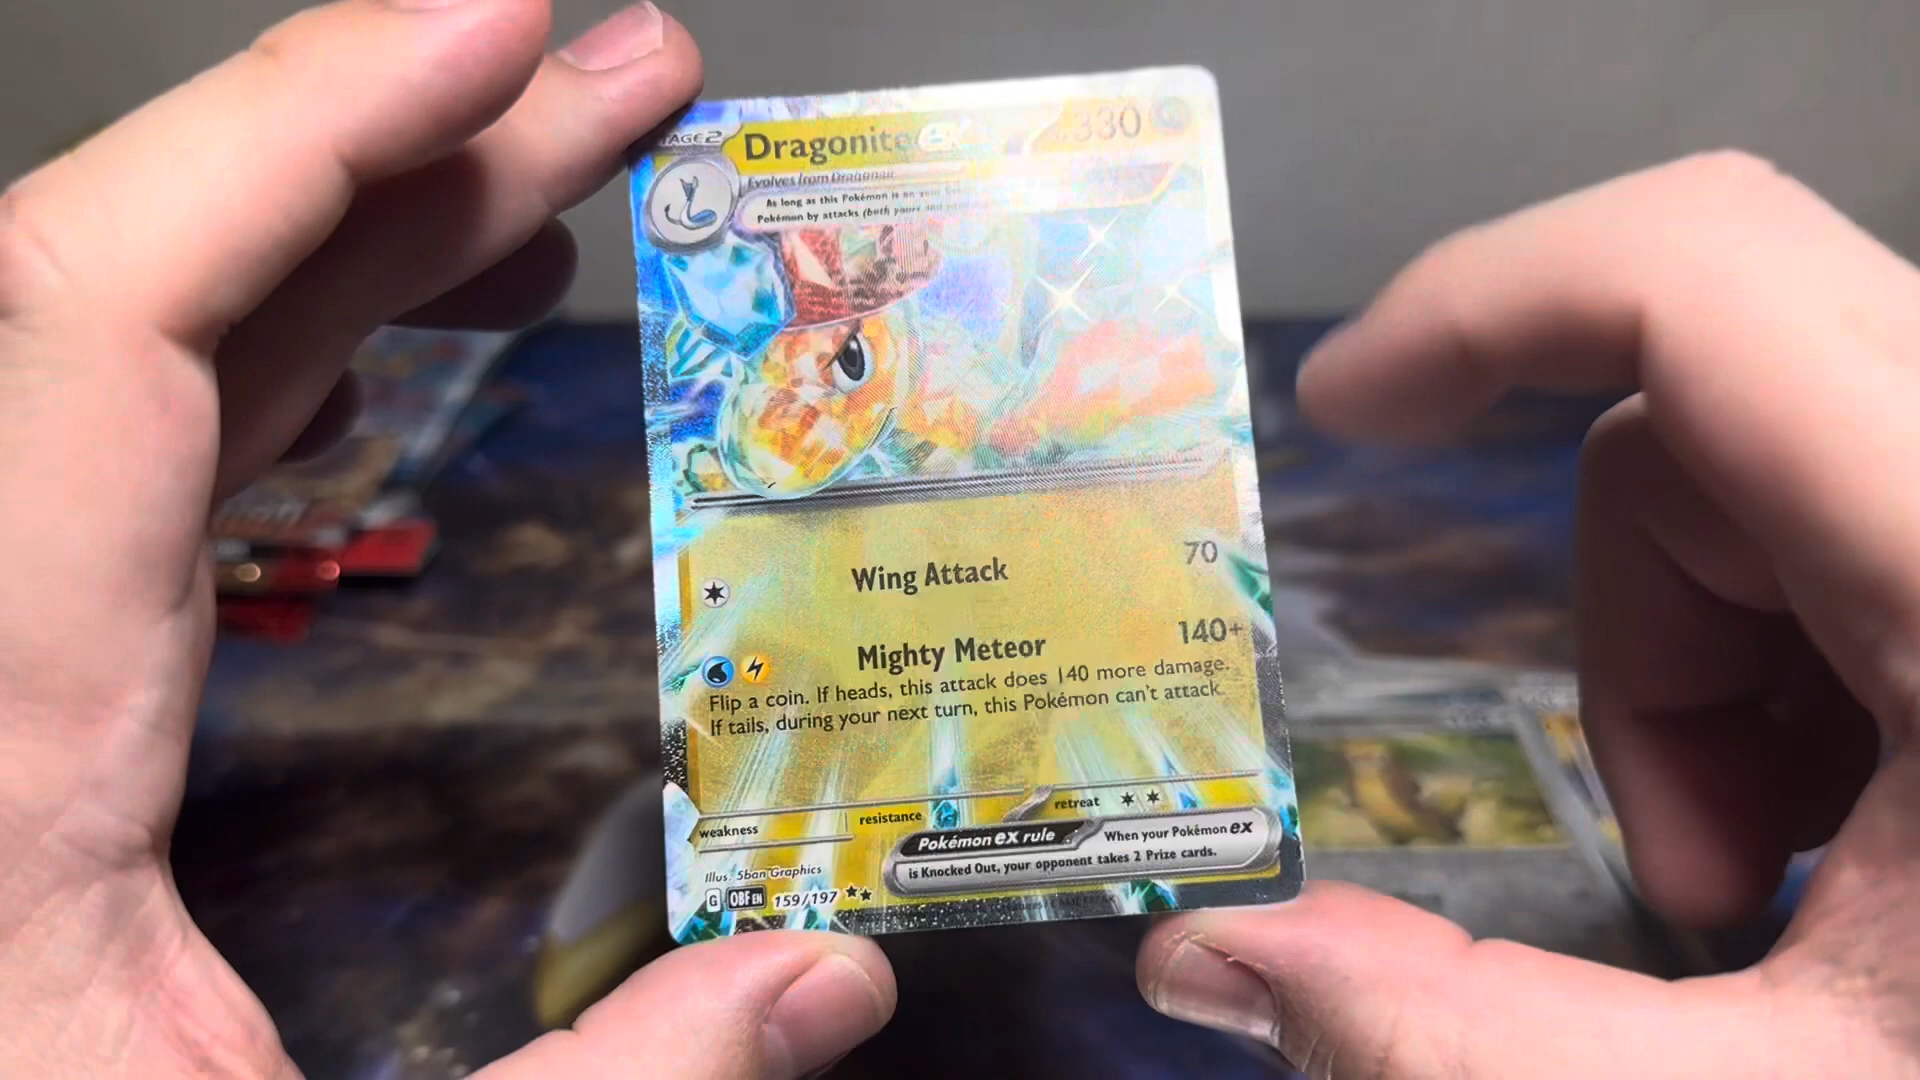 TAGE2 Dragonite 330
Evolves from Dragonair
As long as this Pokémon is on your
Pokémon by attacks (both yours and
Wing Attack 70
Mighty Meteor 140+
Flip a coin. If heads, this attack does 140 more damage.
If tails, during your next turn, this Pokémon can't attack.
weakness resistance retreat
Pokémon ex rule When your Pokémon ex
is Knocked Out, your opponent takes 2 Prize cards.
Illus. 5ban Graphics
G OBF EN 159/197